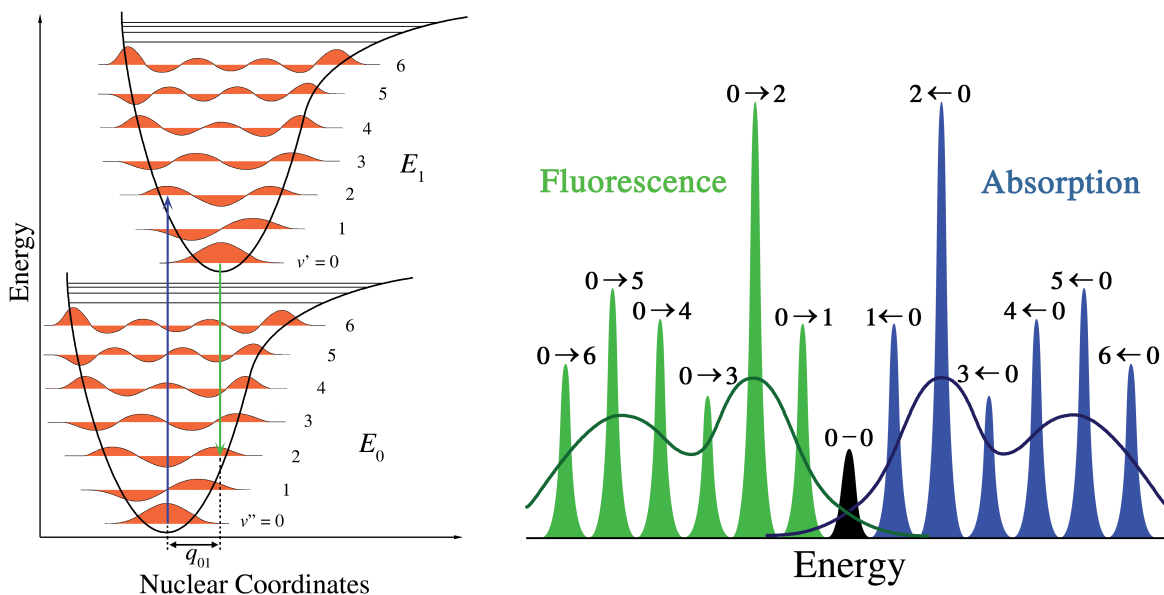 Energy
6
5
4
3
2
1
v' = 0
E1
6
5
4
3
2
1
v'' = 0
E0
q01
Nuclear Coordinates
Fluorescence
Absorption
0→6
0→5
0→4
0→3
0→2
0→1
0−0
1←0
2←0
3←0
4←0
5←0
6←0
Energy